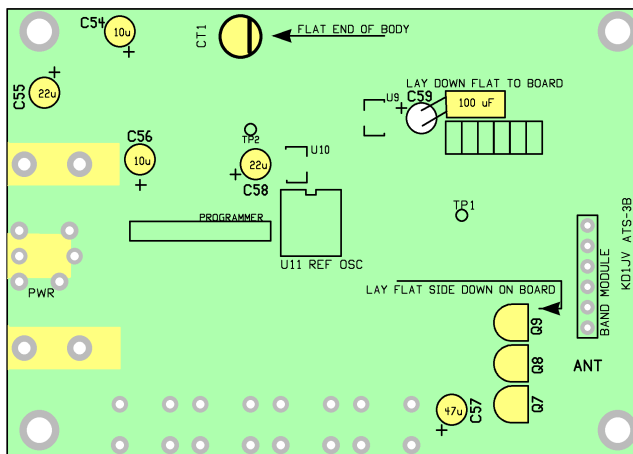 C54
10u
+
CT1
FLAT END OF BODY
+
C55
22u
LAY DOWN FLAT TO BOARD
U9
+
C59
100 uF
TP2
C56
10u
+
22u
+
C58
U10
PROGRAMMER
U11 REF OSC
TP1
KD1JV ATS-3B
BAND MODULE
PWR
LAY FLAT SIDE DOWN ON BOARD
Q9
Q8
Q7
ANT
47u
+
C57